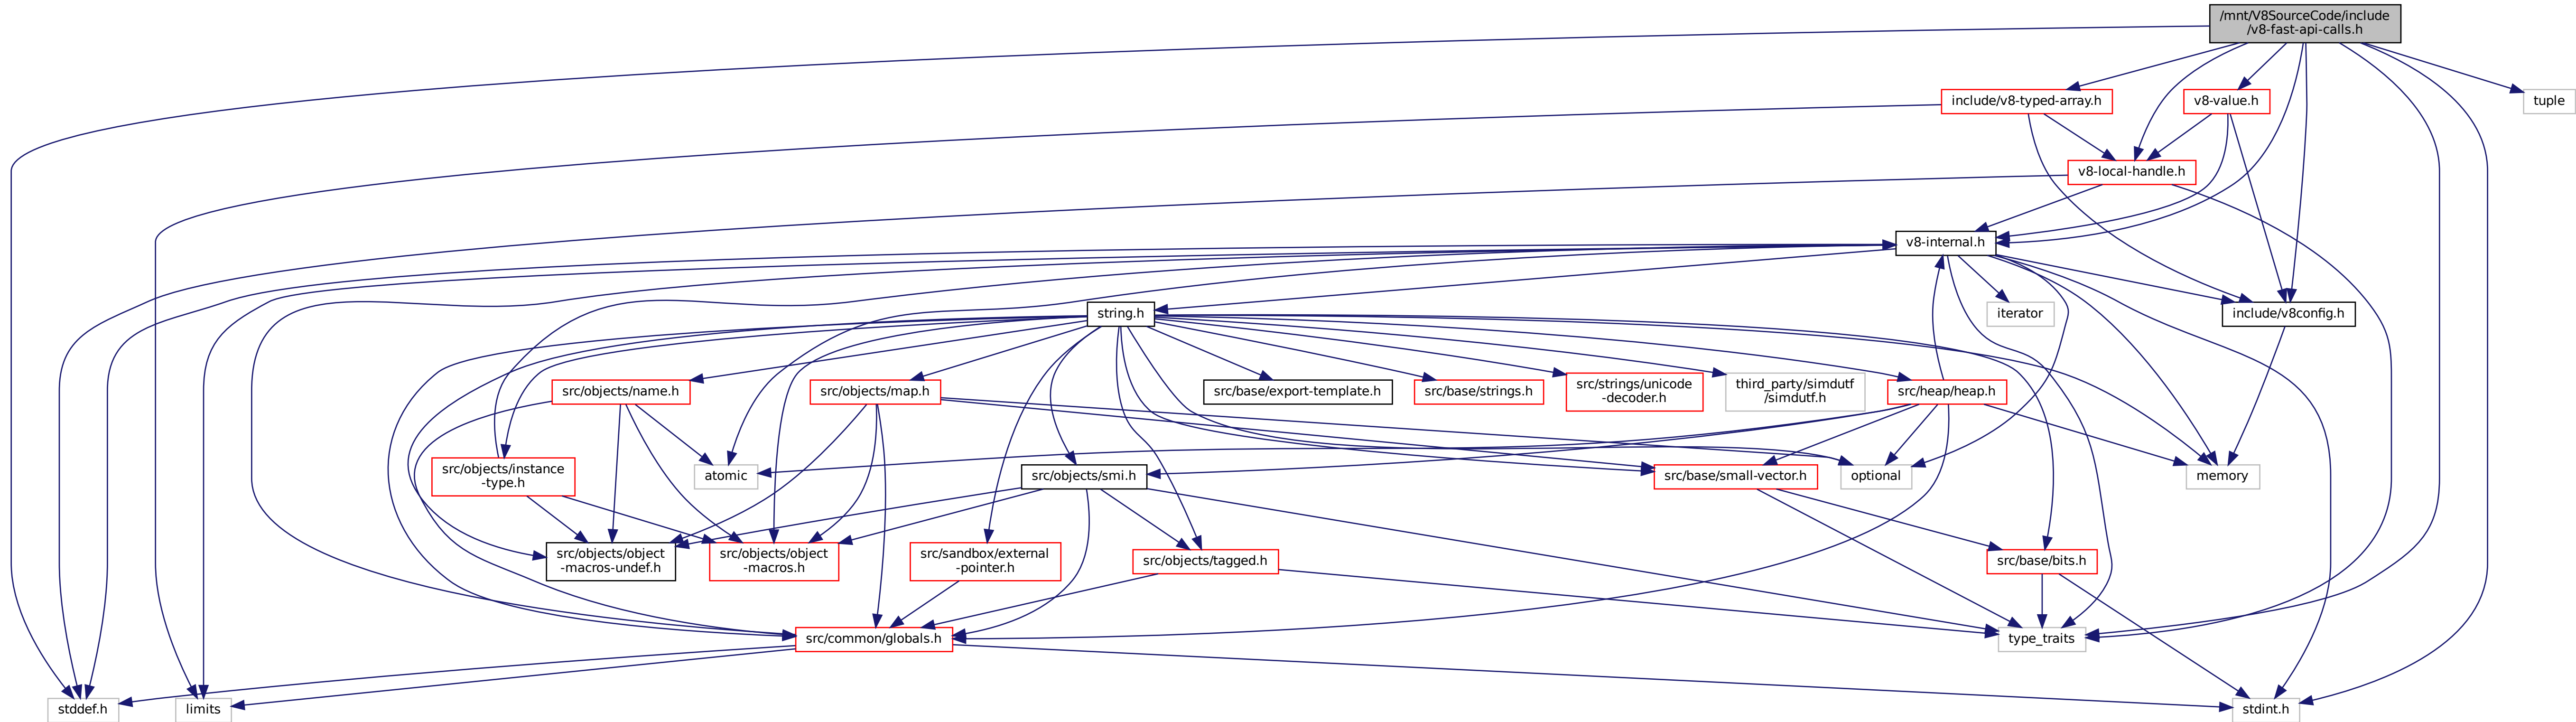 /mnt/V8SourceCode/include
/v8-fast-api-calls.h
include/v8-typed-array.h
v8-value.h
tuple
v8-local-handle.h
v8-internal.h
string.h
iterator
include/v8config.h
src/objects/name.h
src/objects/map.h
src/base/export-template.h
src/base/strings.h
src/strings/unicode
-decoder.h
third_party/simdutf
/simdutf.h
src/heap/heap.h
src/objects/instance
-type.h
atomic
src/objects/smi.h
src/base/small-vector.h
optional
memory
src/objects/object
-macros-undef.h
src/objects/object
-macros.h
src/sandbox/external
-pointer.h
src/objects/tagged.h
src/base/bits.h
src/common/globals.h
type_traits
stddef.h
limits
stdint.h